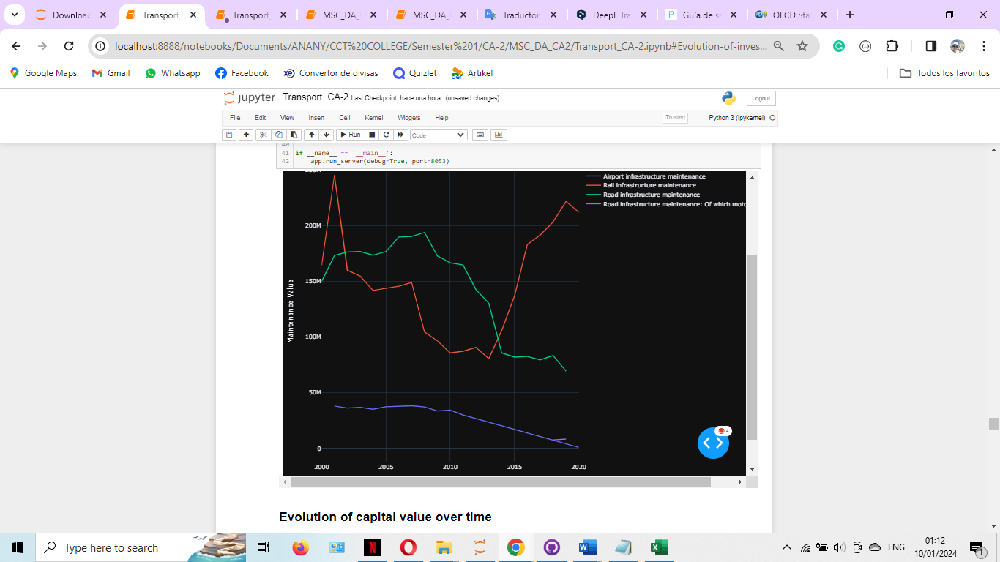 Downloa
Transport_
Transport_
MSC_DA_
MSC_DA_
Traductor
DeepL Tra
Guía de s
OECD Sta
localhost:8888/notebooks/Documents/ANANY/CCT%20COLLEGE/Semester%201/CA-2/MSC_DA_CA2/Transport_CA-2.ipynb#Evolution-of-inves...
Google Maps Gmail Whatsapp Facebook Convertor de divisas Quizlet Artikel Todos los favoritos
jupyter Transport_CA-2 Last Checkpoint: hace una hora (unsaved changes) Logout
File Edit View Insert Cell Kernel Widgets Help Trusted Python 3 (ipykernel)
Run Code
40
41 if __name__ == '__main__':
42 app.run_server(debug=True, port=8053)
Airport infrastructure maintenance
Rail infrastructure maintenance
Road infrastructure maintenance
Road infrastructure maintenance: Of which moto
200M
150M
100M
50M
0
Maintenance Value
2000 2005 2010 2015 2020
4
Evolution of capital value over time
Type here to search
ENG
01:12
10/01/2024
1